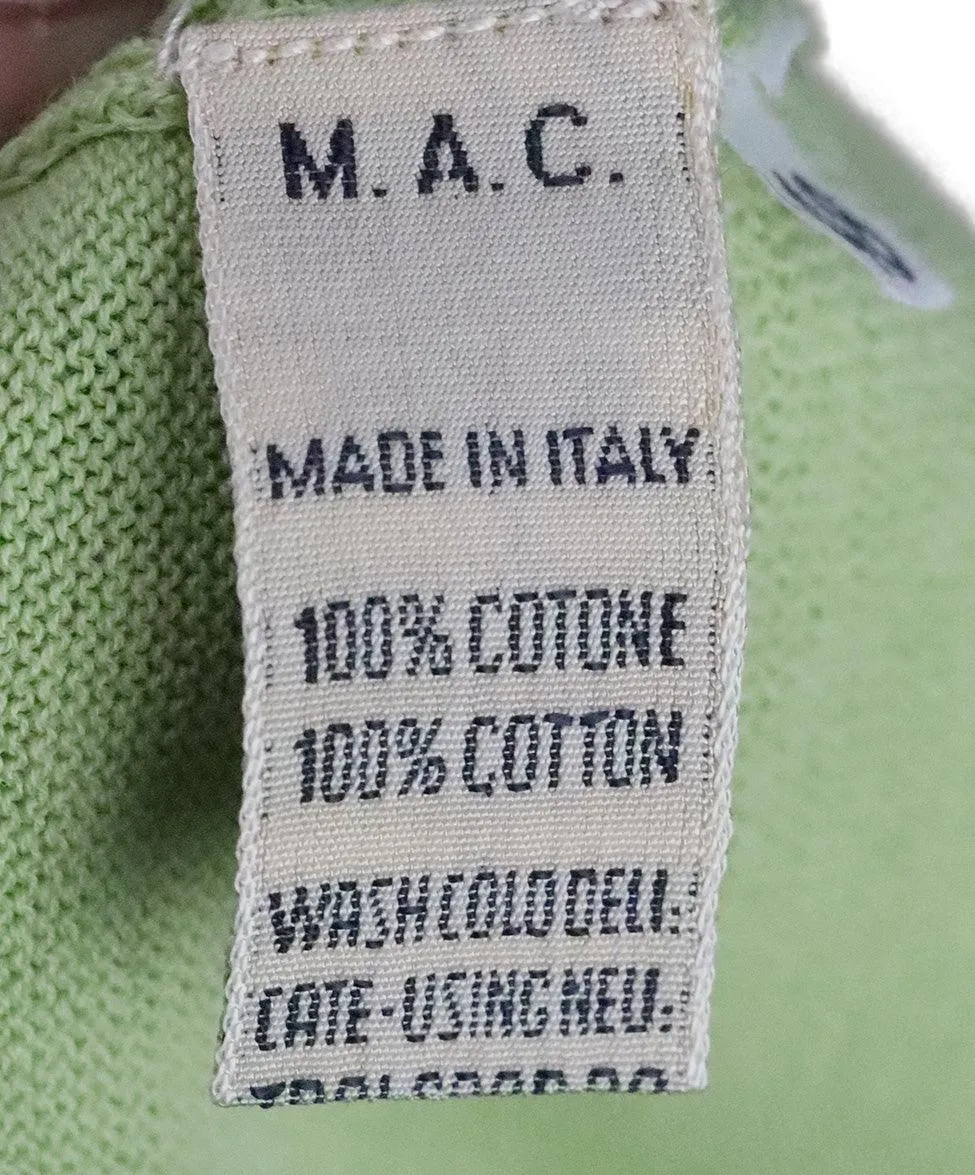 M. A. C.
MADE IN ITALY
100% COTONE
100% COTTON
WASH COLD DELI:
CATE-USING NEU: